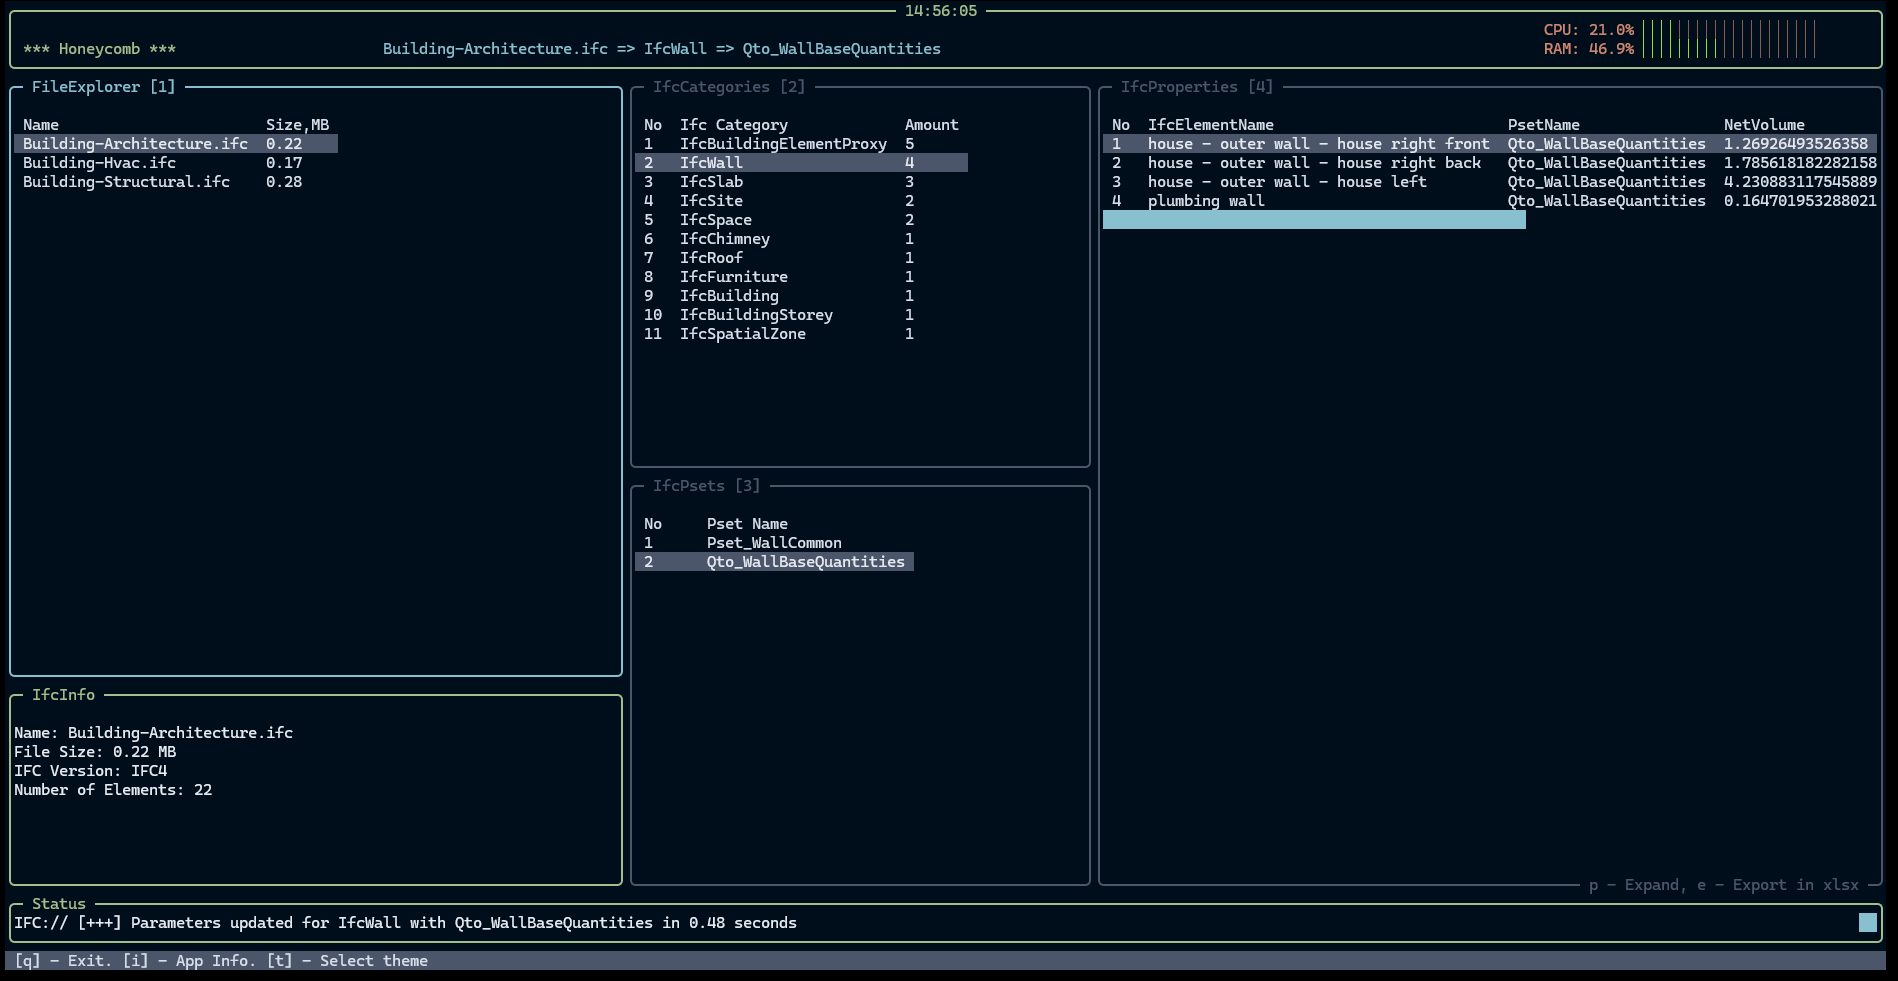 14:56:05
*** Honeycomb *** Building-Architecture.ifc => IfcWall => Qto_WallBaseQuantities
CPU: 21.0%
RAM: 46.9%
FileExplorer [1]
Name Size,MB
Building-Architecture.ifc 0.22
Building-Hvac.ifc 0.17
Building-Structural.ifc 0.28
IfcInfo
Name: Building-Architecture.ifc
File Size: 0.22 MB
IFC Version: IFC4
Number of Elements: 22
IfcCategories [2]
No Ifc Category Amount
1 IfcBuildingElementProxy 5
2 IfcWall 4
3 IfcSlab 3
4 IfcSite 2
5 IfcSpace 2
6 IfcChimney 1
7 IfcRoof 1
8 IfcFurniture 1
9 IfcBuilding 1
10 IfcBuildingStorey 1
11 IfcSpatialZone 1
IfcPsets [3]
No Pset Name
1 Pset_WallCommon
2 Qto_WallBaseQuantities
IfcProperties [4]
No IfcElementName PsetName NetVolume
1 house - outer wall - house right front Qto_WallBaseQuantities 1.26926493526358
2 house - outer wall - house right back Qto_WallBaseQuantities 1.785618182282158
3 house - outer wall - house left Qto_WallBaseQuantities 4.230883117545889
4 plumbing wall Qto_WallBaseQuantities 0.164701953288021
p - Expand, e - Export in xlsx
Status
IFC:// [+++] Parameters updated for IfcWall with Qto_WallBaseQuantities in 0.48 seconds
[q] - Exit. [i] - App Info. [t] - Select theme